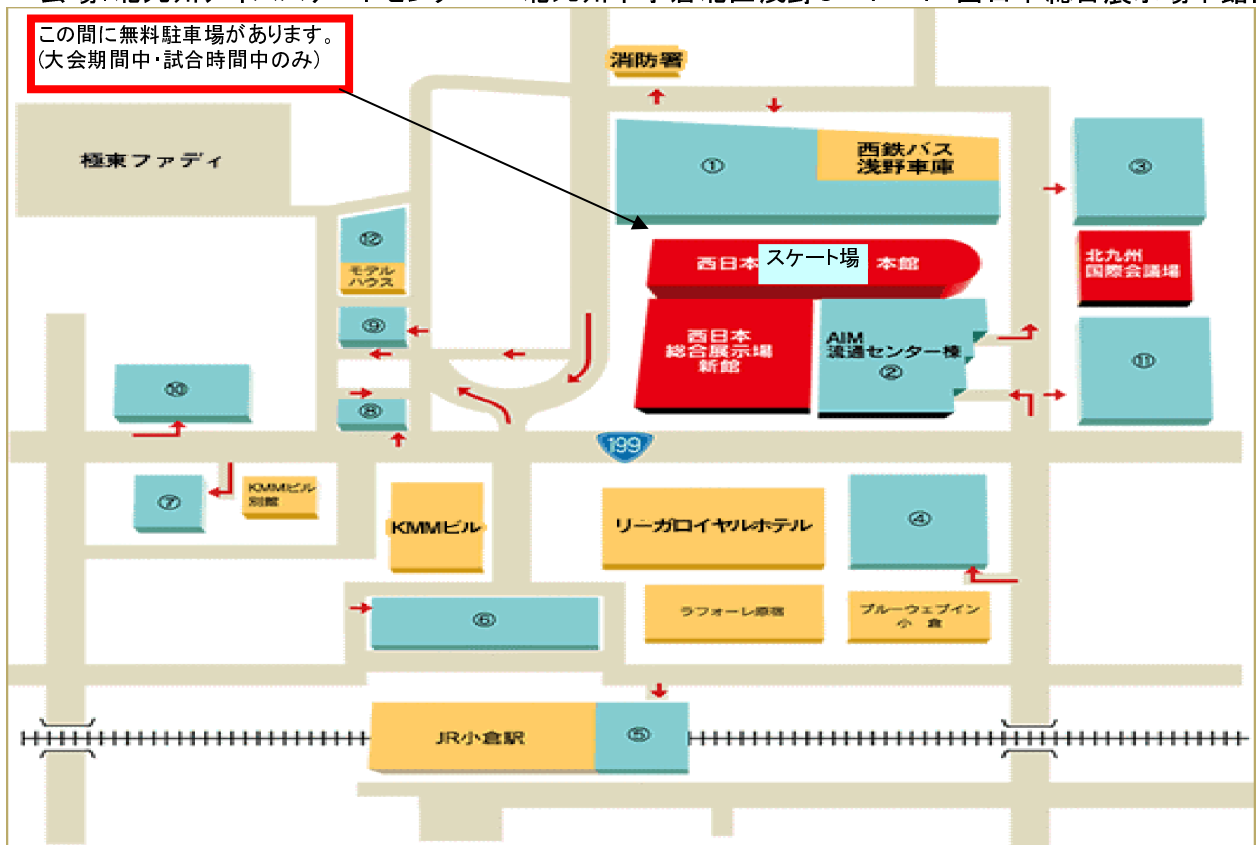 この間に無料駐車場があります。
(大会期間中・試合時間中のみ)
消防署
極東ファディ
①
西鉄バス
浅野車庫
③
⑫
モデル
ハウス
西日本
スケート場
本館
北九州
国際会議場
⑨
西日本
総合展示場
新館
AIM
流通センター棟
②
⑪
⑩
⑧
199
⑦
KMMビル
別館
KMMビル
リーガロイヤルホテル
④
⑥
ラフォーレ原宿
ブルーウェブイン
小倉
JR小倉駅
⑤